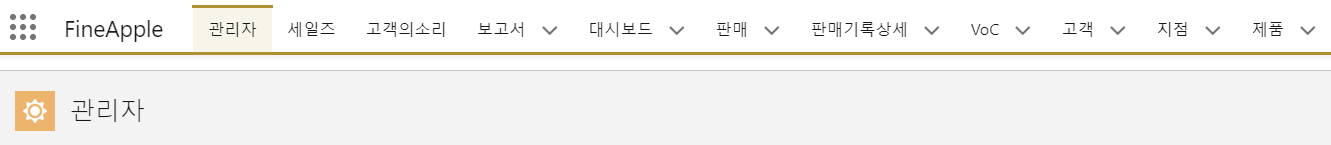 FineApple 관리자 세일즈 고객의소리 보고서 대시보드 판매 판매기록상세 VoC 고객 지점 제품
관리자